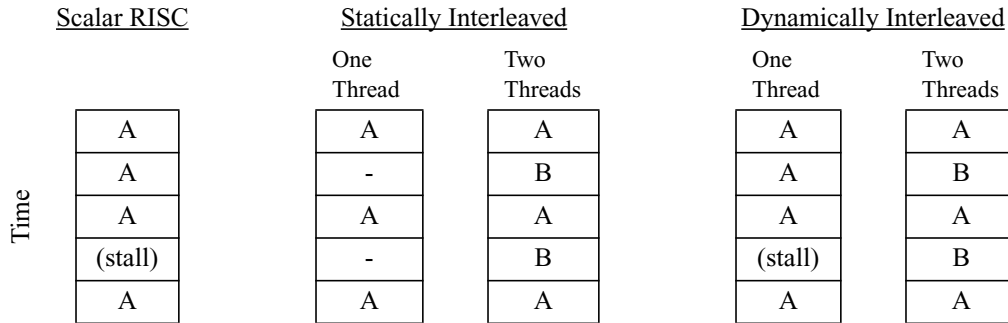 Scalar RISC Statically Interleaved Dynamically Interleaved
One Two One Two
Thread Threads Thread Threads
A A A A A
A - B A B
A A A A A
(stall) - B (stall) B
A A A A A
Time